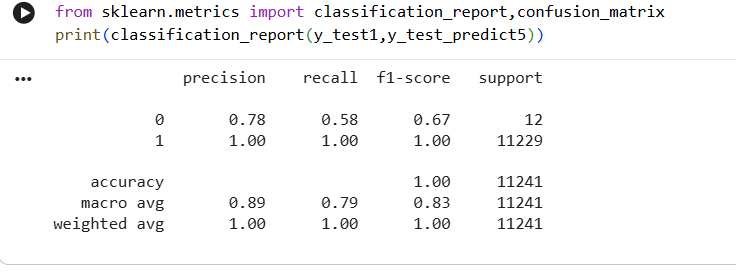 from sklearn.metrics import classification_report,confusion_matrix
print(classification_report(y_test1,y_test_predict5))
... precision recall f1-score support
0 0.78 0.58 0.67 12
1 1.00 1.00 1.00 11229
accuracy 1.00 11241
macro avg 0.89 0.79 0.83 11241
weighted avg 1.00 1.00 1.00 11241